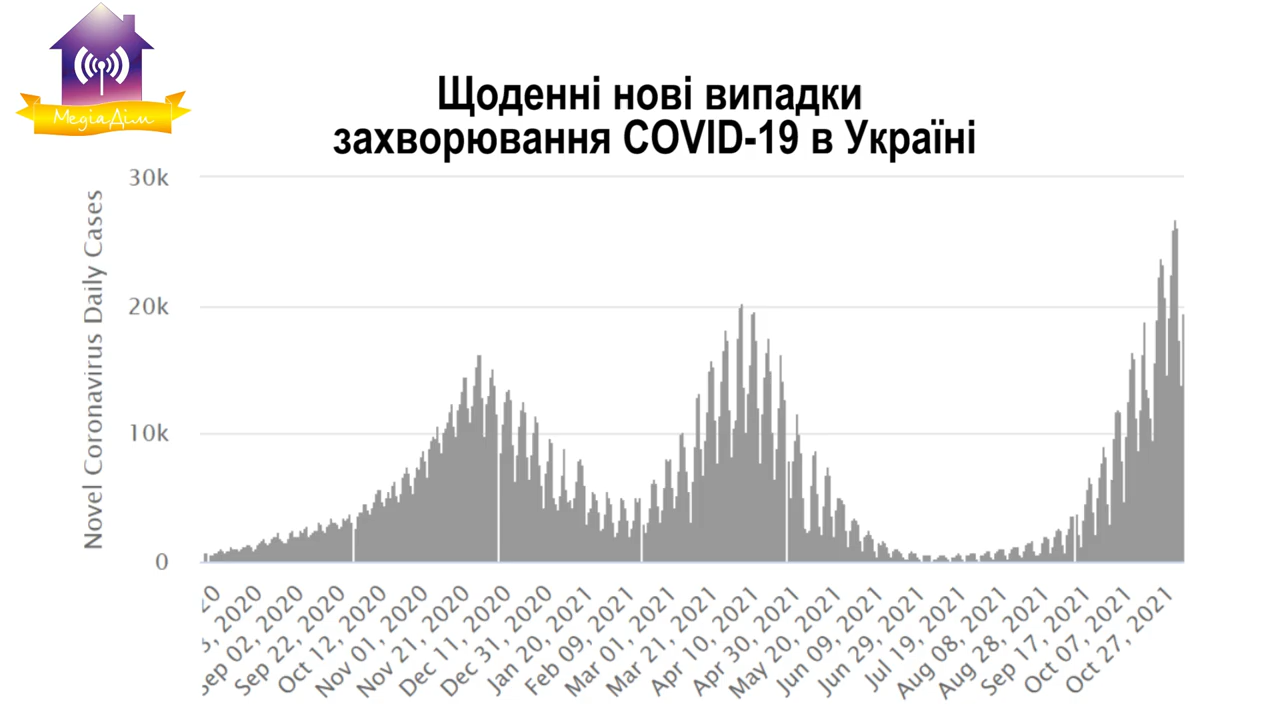 МедіаДім
Щоденні нові випадки
захворювання COVID-19 в Україні
Novel Coronavirus Daily Cases
30k
20k
10k
0
20
3, 2020
Sep 02, 2020
Sep 22, 2020
Oct 12, 2020
Nov 01, 2020
Nov 21, 2020
Dec 11, 2020
Dec 31, 2020
Jan 20, 2021
Feb 09, 2021
Mar 01, 2021
Mar 21, 2021
Apr 10, 2021
Apr 30, 2021
May 20, 2021
Jun 09, 2021
Jun 29, 2021
Jul 19, 2021
Aug 08, 2021
Aug 28, 2021
Sep 17, 2021
Oct 07, 2021
Oct 27, 2021